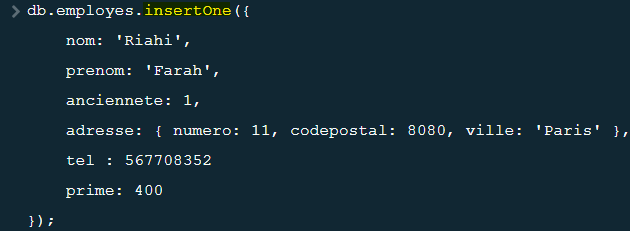 > db.employes.insertOne({
nom: 'Riahi',
prenom: 'Farah',
anciennete: 1,
adresse: { numero: 11, codepostal: 8080, ville: 'Paris' },
tel : 567708352
prime: 400
});